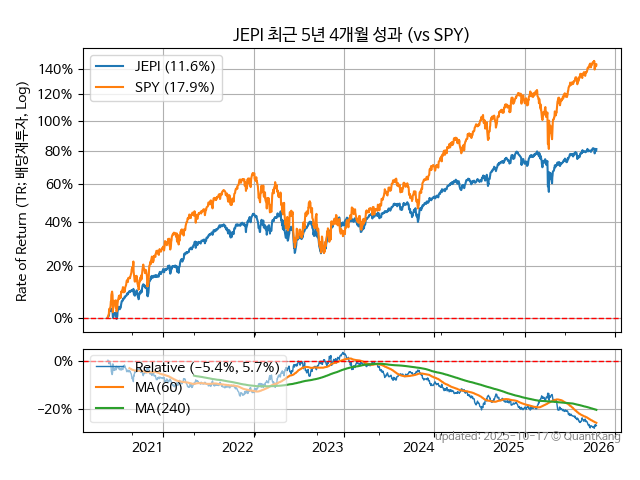 JEPI 최근 5년 4개월 성과 (vs SPY)
Rate of Return (TR: 배당재투자, Log)
140%
120%
100%
80%
60%
40%
20%
0%
JEPI (11.6%)
SPY (17.9%)
0%
−20%
Relative (−5.4%, 5.7%)
MA(60)
MA(240)
2021 2022 2023 2024 2025 2026
Updated: 2025-10-17 © QuantKang